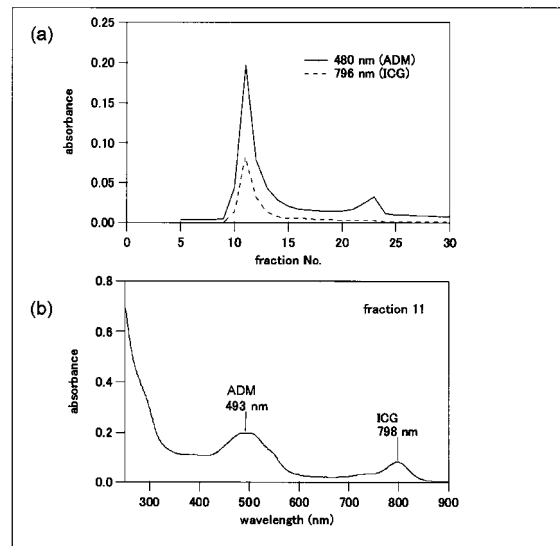 (a)
0.25
0.20
0.15
0.10
0.05
0.00
absorbance
480 nm (ADM)
796 nm (ICG)
0 5 10 15 20 25 30
fraction No.
(b)
0.8
0.6
0.4
0.2
0.0
absorbance
fraction 11
ADM
493 nm
ICG
798 nm
300 400 500 600 700 800 900
wavelength (nm)